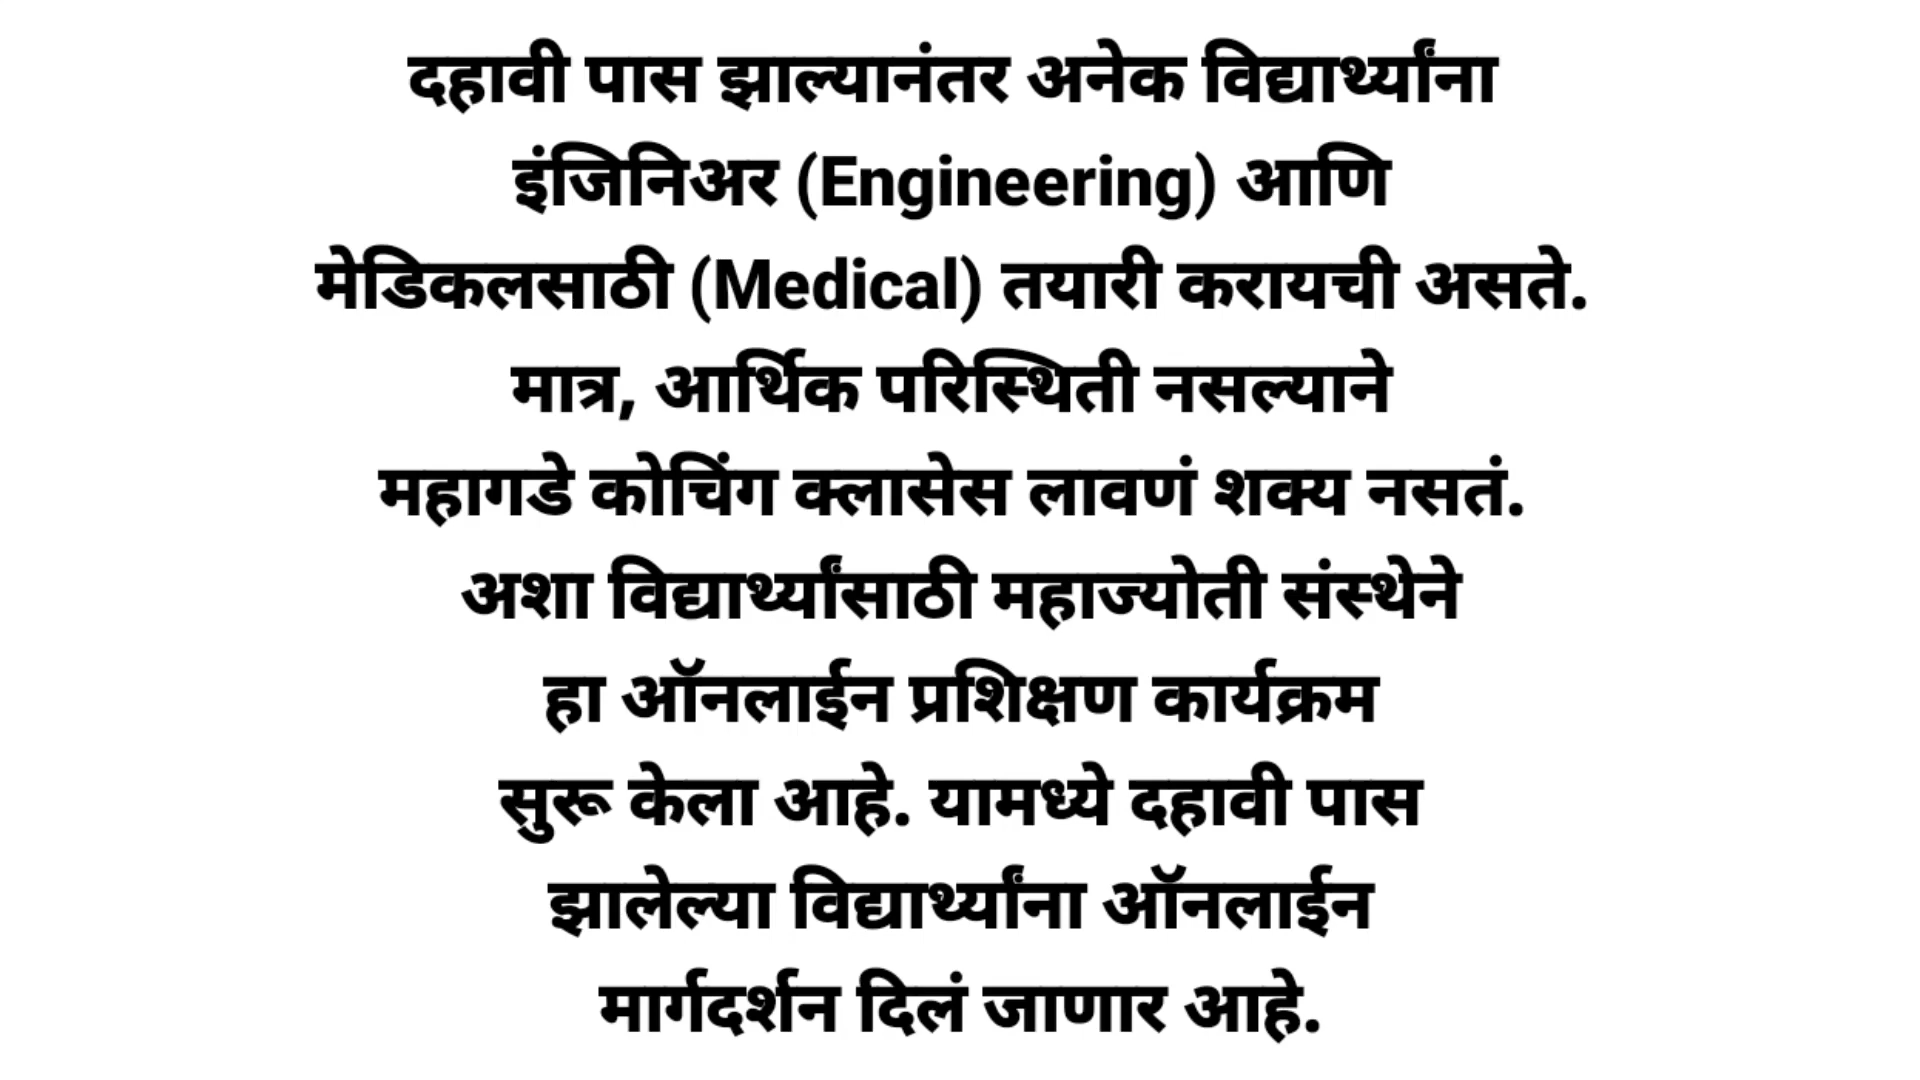 दहावी पास झाल्यानंतर अनेक विद्यार्थ्यांना
इंजिनिअर (Engineering) आणि
मेडिकलसाठी (Medical) तयारी करायची असते.
मात्र, आर्थिक परिस्थिती नसल्याने
महागडे कोचिंग क्लासेस लावणं शक्य नसतं.
अशा विद्यार्थ्यांसाठी महाज्योती संस्थेने
हा ऑनलाईन प्रशिक्षण कार्यक्रम
सुरू केला आहे. यामध्ये दहावी पास
झालेल्या विद्यार्थ्यांना ऑनलाईन
मार्गदर्शन दिलं जाणार आहे.